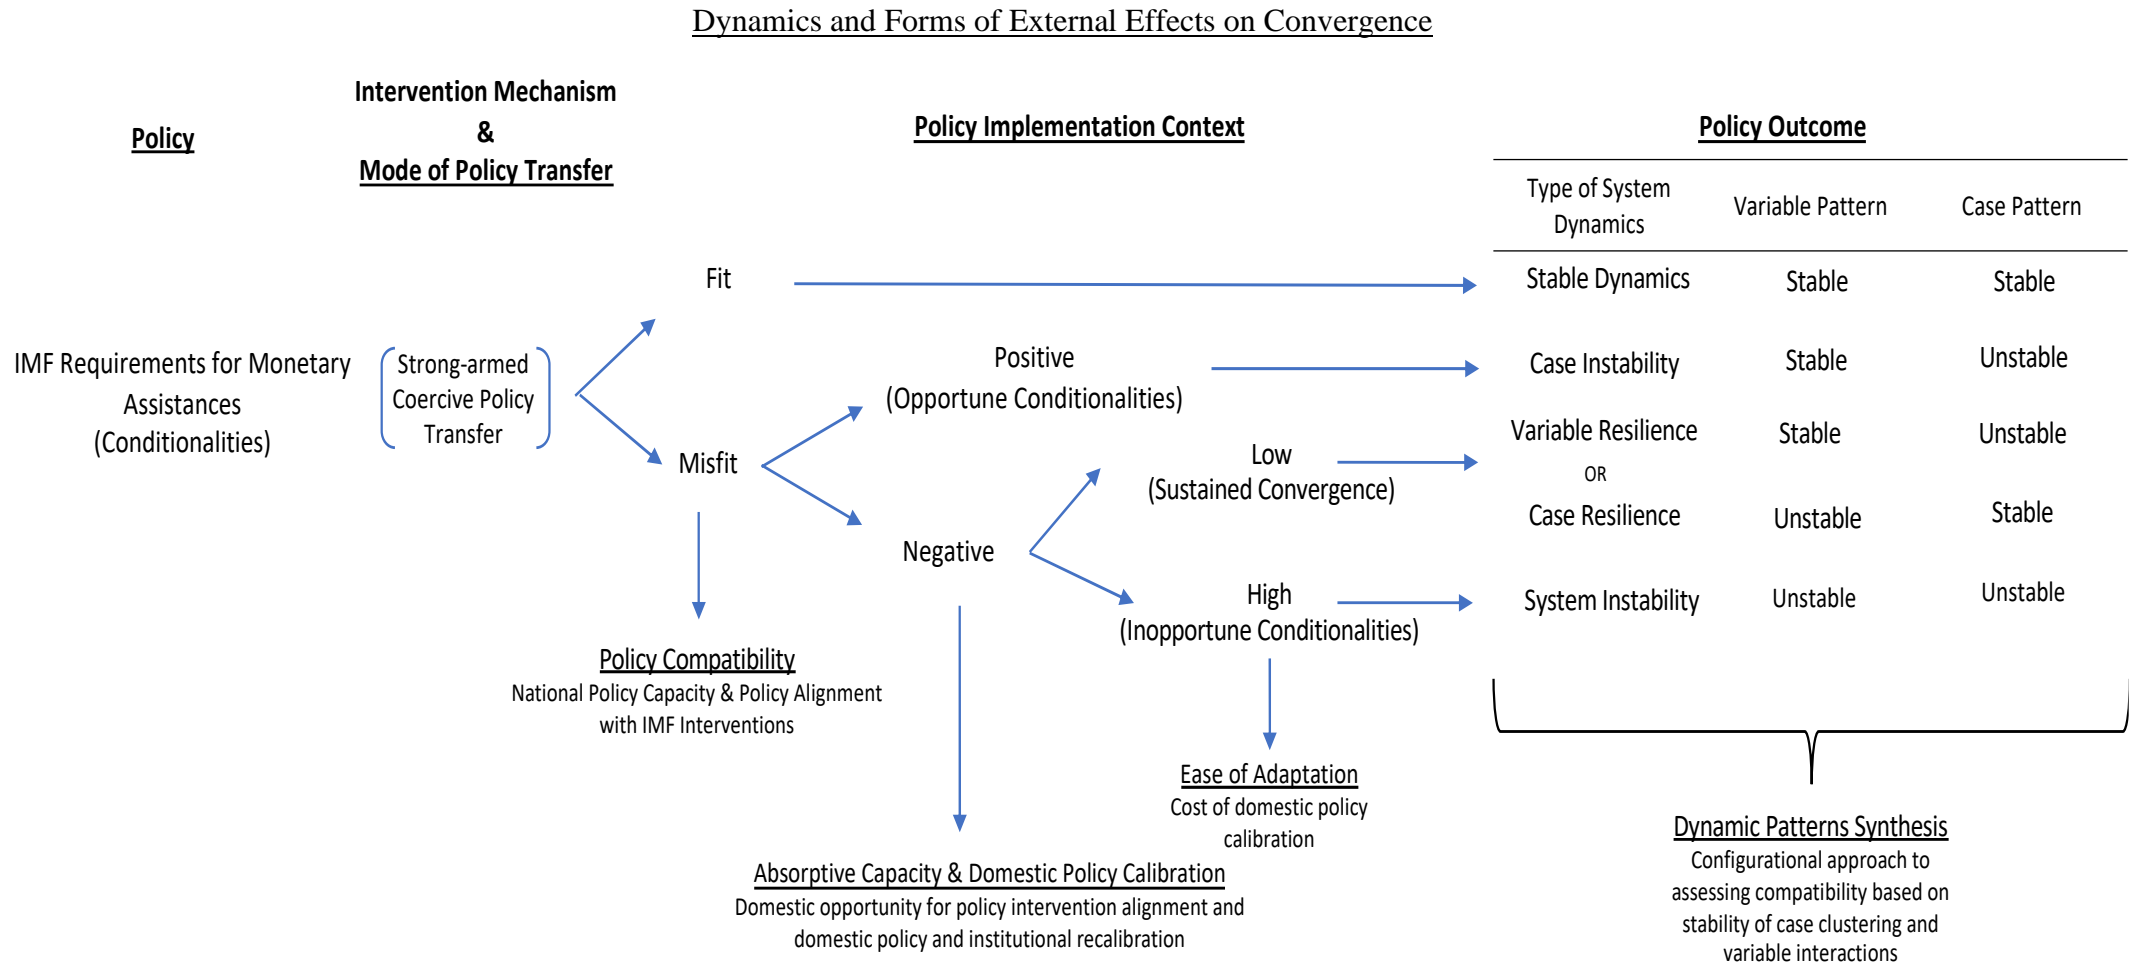 Dynamics and Forms of External Effects on Convergence
Policy
Intervention Mechanism
&
Mode of Policy Transfer
Policy Implementation Context
Policy Outcome
Type of System
Dynamics
Variable Pattern
Case Pattern
IMF Requirements for Monetary
Assistances
(Conditionalities)
Strong-armed
Coercive Policy
Transfer
Fit
Misfit
Positive
(Opportune Conditionalities)
Negative
Low
(Sustained Convergence)
High
(Inopportune Conditionalities)
Stable Dynamics
Stable
Stable
Case Instability
Stable
Unstable
Variable Resilience
Stable
Unstable
OR
Case Resilience
Unstable
Stable
System Instability
Unstable
Unstable
Policy Compatibility
National Policy Capacity & Policy Alignment
with IMF Interventions
Absorptive Capacity & Domestic Policy Calibration
Domestic opportunity for policy intervention alignment and
domestic policy and institutional recalibration
Ease of Adaptation
Cost of domestic policy
calibration
Dynamic Patterns Synthesis
Configurational approach to
assessing compatibility based on
stability of case clustering and
variable interactions